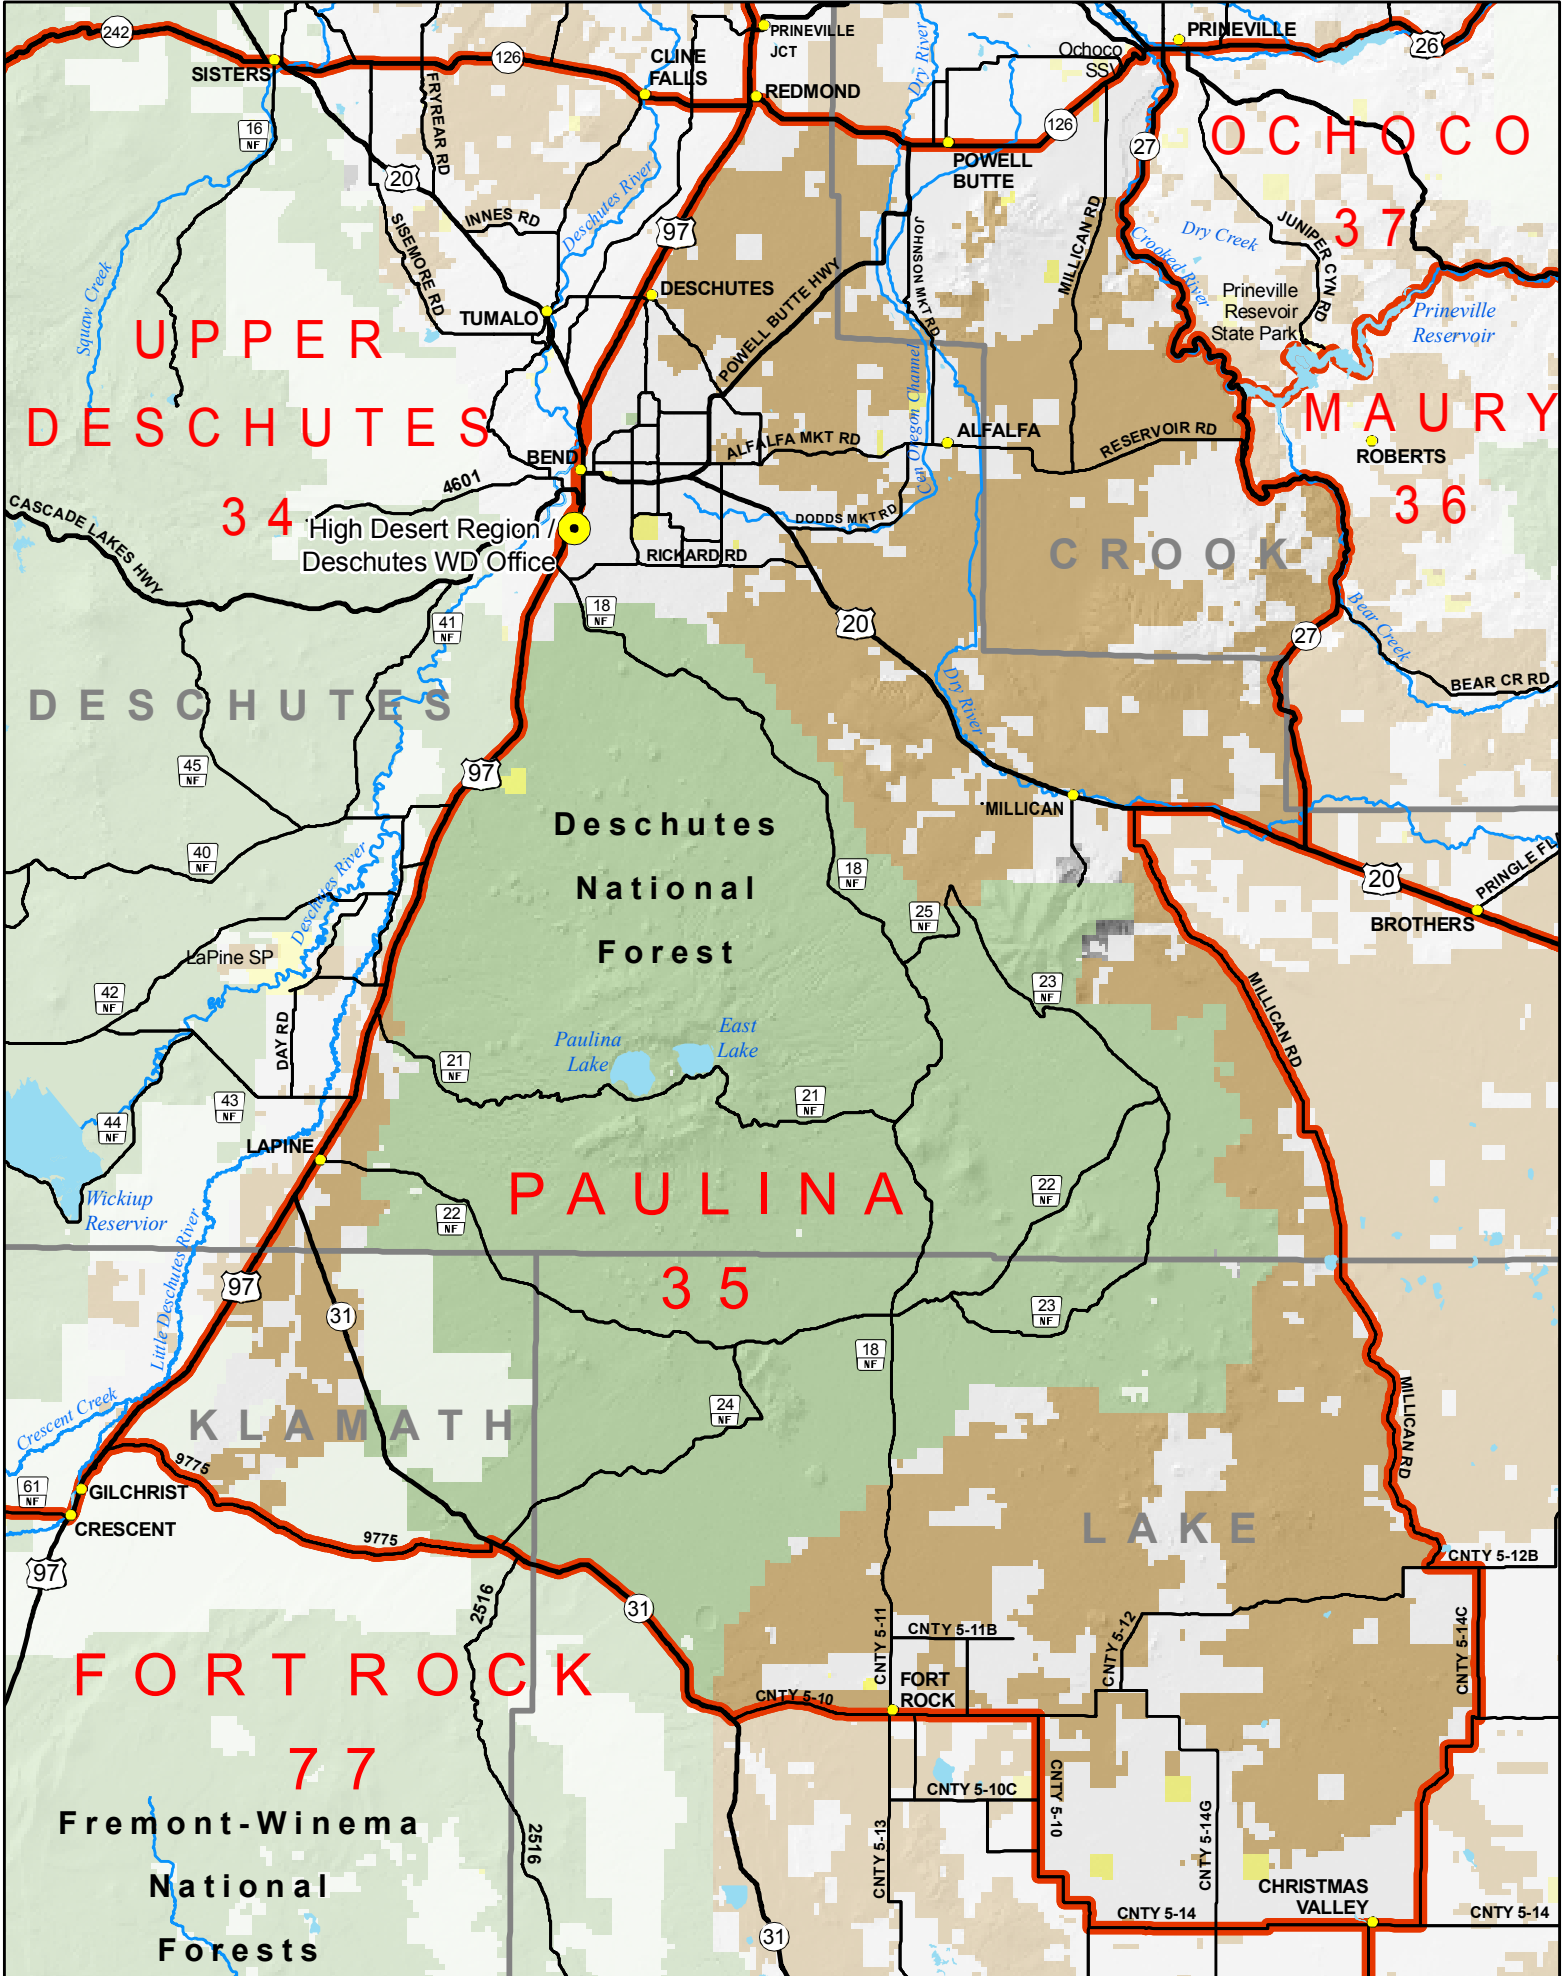 242
SISTERS
126
CLINE
FALLS
PRINEVILLE
JCT
REDMOND
Dry River
Ochoco
SSV
PRINEVILLE
26
16
NF
FRYREAR RD
20
126
27
OCHOCO
37
POWELL
BUTTE
INNES RD
SISEMORE RD
Deschutes River
97
JOHNSON MKT RD
MILLICAN RD
Crooked River
Dry Creek
JUNIPER CYN RD
Squaw Creek
DESCHUTES
POWELL BUTTE HWY
Prineville
Resevoir
State Park
Prineville
Reservoir
TUMALO
UPPER
DESCHUTES
34
Cen Oregon Channel
MAURY
36
ROBERTS
BEND
ALFALFA MKT RD
ALFALFA
RESERVOIR RD
4601
CASCADE LAKES HWY
High Desert Region /
Deschutes WD Office
DODDS MKT RD
RICKARD RD
CROOK
18
NF
41
NF
20
27
Bear Creek
BEAR CR RD
Dry River
DESCHUTES
45
NF
97
MILLICAN
Deschutes
National
Forest
40
NF
18
NF
20
PRINGLE FL
BROTHERS
Deschutes River
25
NF
LaPine SP
42
NF
23
NF
MILLICAN RD
DAY RD
Paulina
Lake
East
Lake
21
NF
21
NF
43
NF
44
NF
LAPINE
Wickiup
Reservior
PAULINA
35
22
NF
22
NF
Little Deschutes River
97
31
23
NF
18
NF
24
NF
MILLICAN RD
Crescent Creek
KLAMATH
9775
61
NF
GILCHRIST
CRESCENT
9775
97
LAKE
CNTY 5-12B
2516
31
CNTY 5-11
CNTY 5-11B
CNTY 5-12
CNTY 5-14C
FORT ROCK
77
FORT
ROCK
CNTY 5-10
CNTY 5-10C
CNTY 5-10
CNTY 5-13
CNTY 5-14G
2516
Fremont-Winema
National
Forests
CHRISTMAS
VALLEY
CNTY 5-14
CNTY 5-14
31